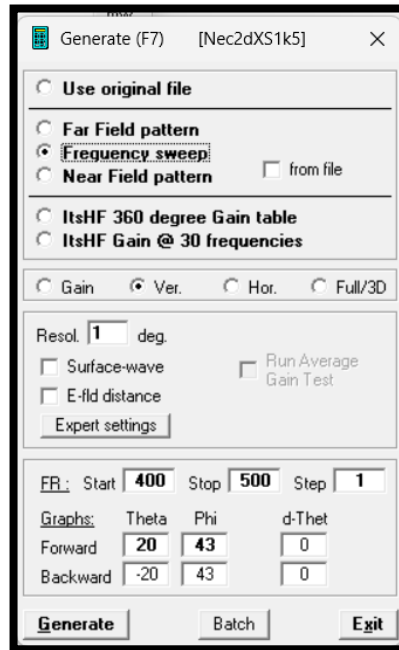 Generate (F7) [Nec2dXS1k5]
Use original file
Far Field pattern
Frequency sweep
Near Field pattern
from file
ItsHF 360 degree Gain table
ItsHF Gain @ 30 frequencies
Gain Ver. Hor. Full/3D
Resol. 1 deg.
Surface-wave
Run Average
Gain Test
E-fld distance
Expert settings
FR : Start 400 Stop 500 Step 1
Graphs: Theta Phi d-Thet
Forward 20 43 0
Backward -20 43 0
Generate Batch Exit